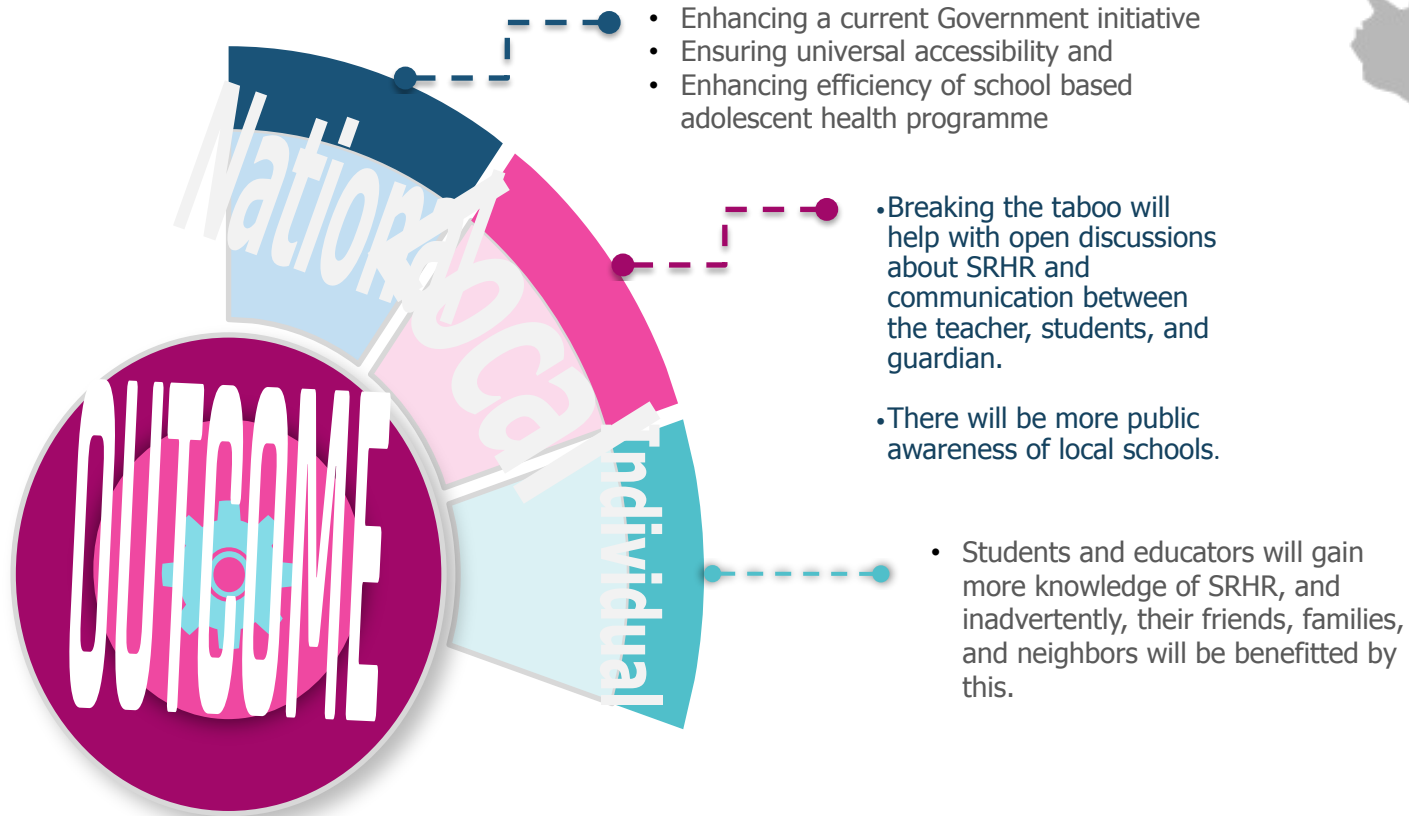 OUTCOME
National
• Enhancing a current Government initiative
• Ensuring universal accessibility and
• Enhancing efficiency of school based
adolescent health programme
Local
•Breaking the taboo will
help with open discussions
about SRHR and
communication between
the teacher, students, and
guardian.
•There will be more public
awareness of local schools.
Individual
• Students and educators will gain
more knowledge of SRHR, and
inadvertently, their friends, families,
and neighbors will be benefitted by
this.